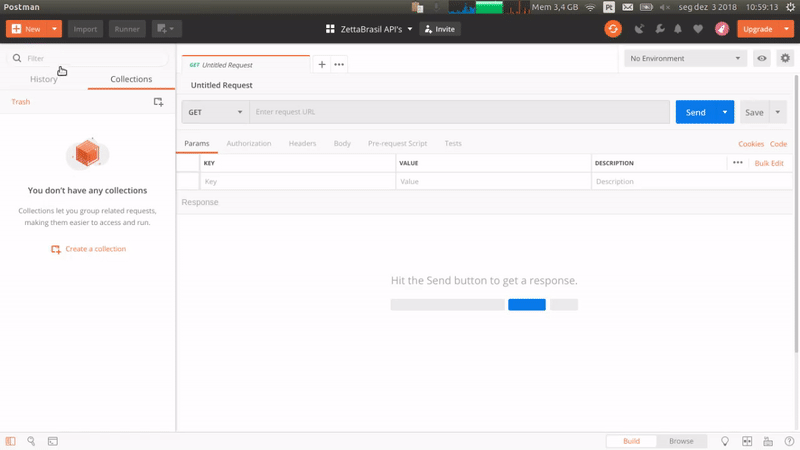 Postman
Mem 3,4 GB
Pt
seg dez 3 2018
10:59:13
New
Import
Runner
ZettaBrasil API's
Invite
Upgrade
Filter
History
Collections
GET Untitled Request
No Environment
Untitled Request
Trash
GET
Enter request URL
Send
Save
Params
Authorization
Headers
Body
Pre-request Script
Tests
Cookies
Code
KEY
VALUE
DESCRIPTION
Bulk Edit
Key
Value
Description
Response
You don't have any collections
Collections let you group related requests,
making them easier to access and run.
Create a collection
Hit the Send button to get a response.
Build
Browse